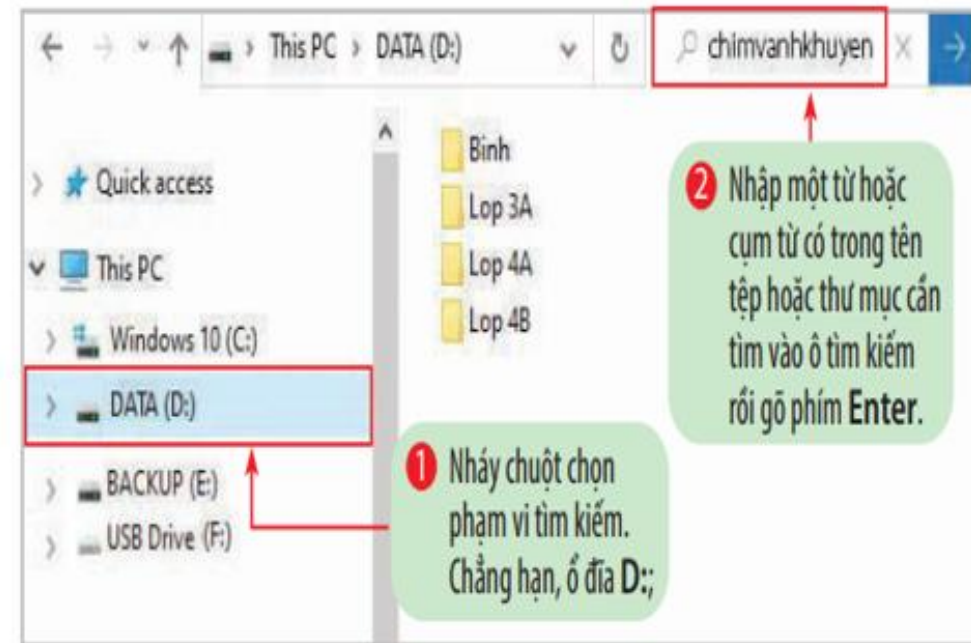 This PC > DATA (D:)
chimvanhkhuyen
Quick access
This PC
Windows 10 (C:)
DATA (D:)
BACKUP (E:)
USB Drive (F:)
Binh
Lop 3A
Lop 4A
Lop 4B
2 Nhập một từ hoặc
cụm từ có trong tên
tệp hoặc thư mục cần
tìm vào ô tìm kiếm
rồi gõ phím Enter.
1 Nháy chuột chọn
phạm vi tìm kiếm.
Chẳng hạn, ổ đĩa D:;